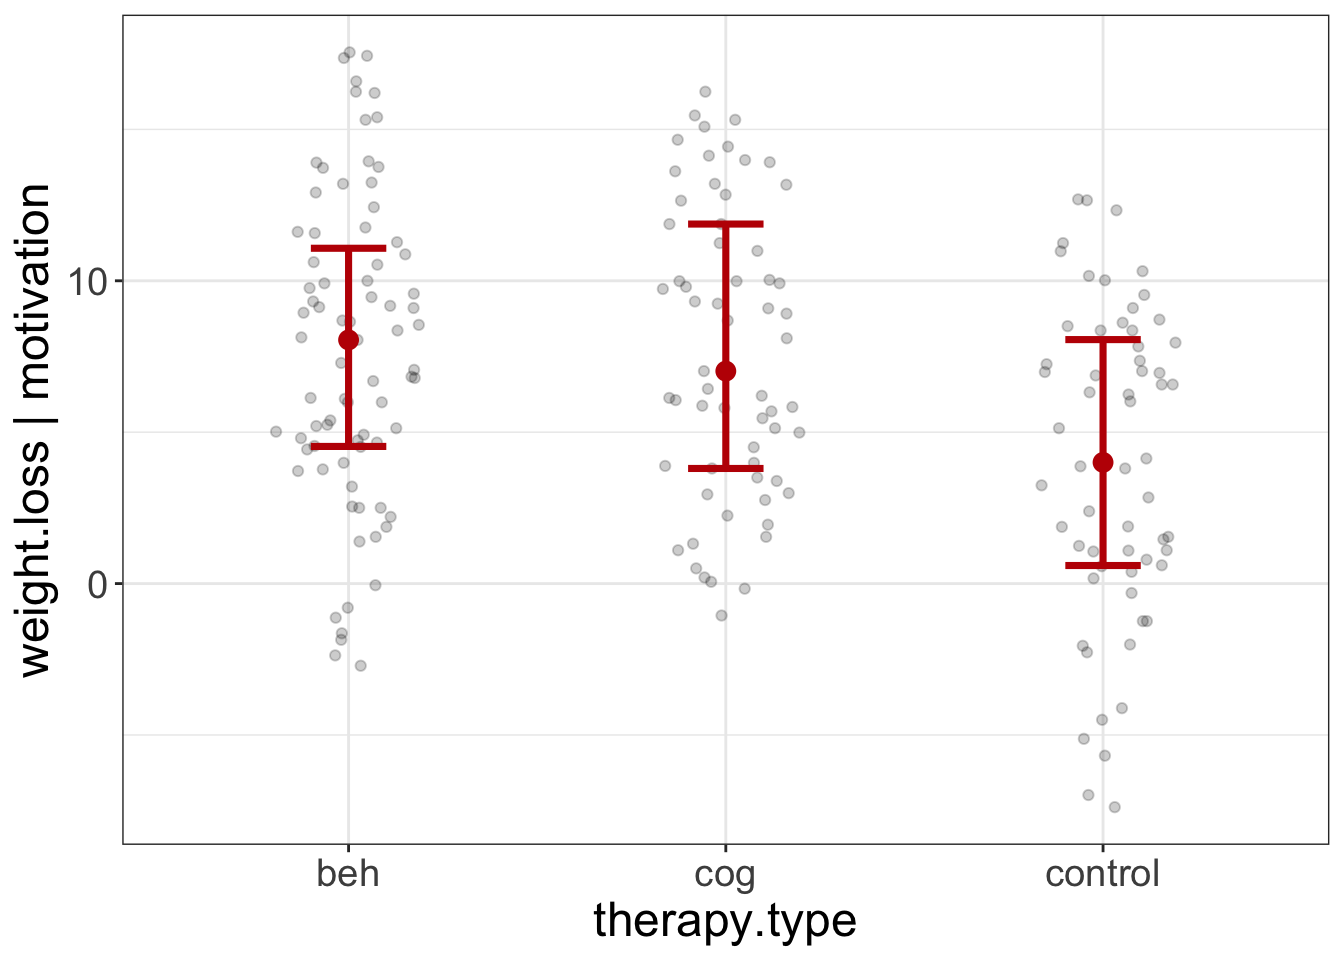 weight.loss | motivation
10
0
beh
cog
control
therapy.type